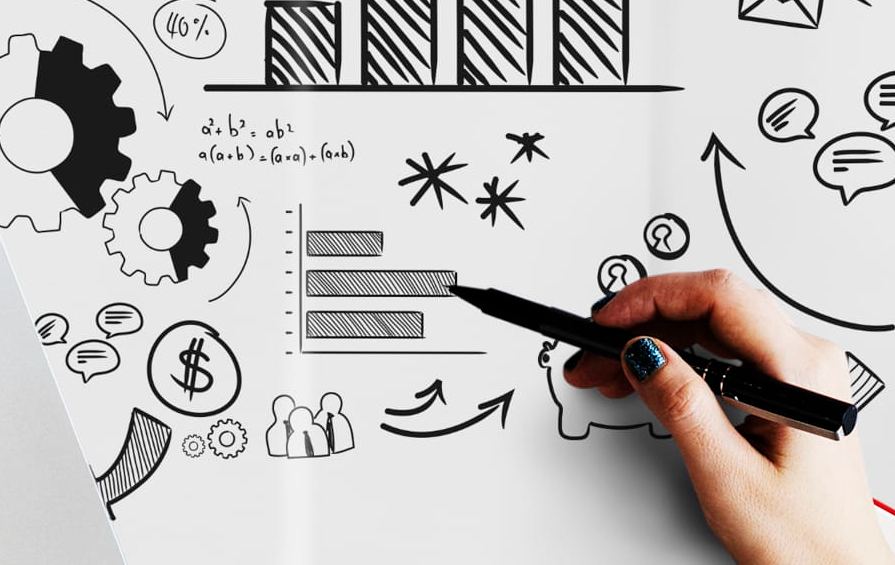 40%
a² + b² = ab²
a(a+b) = (a×a) + (a×b)
$